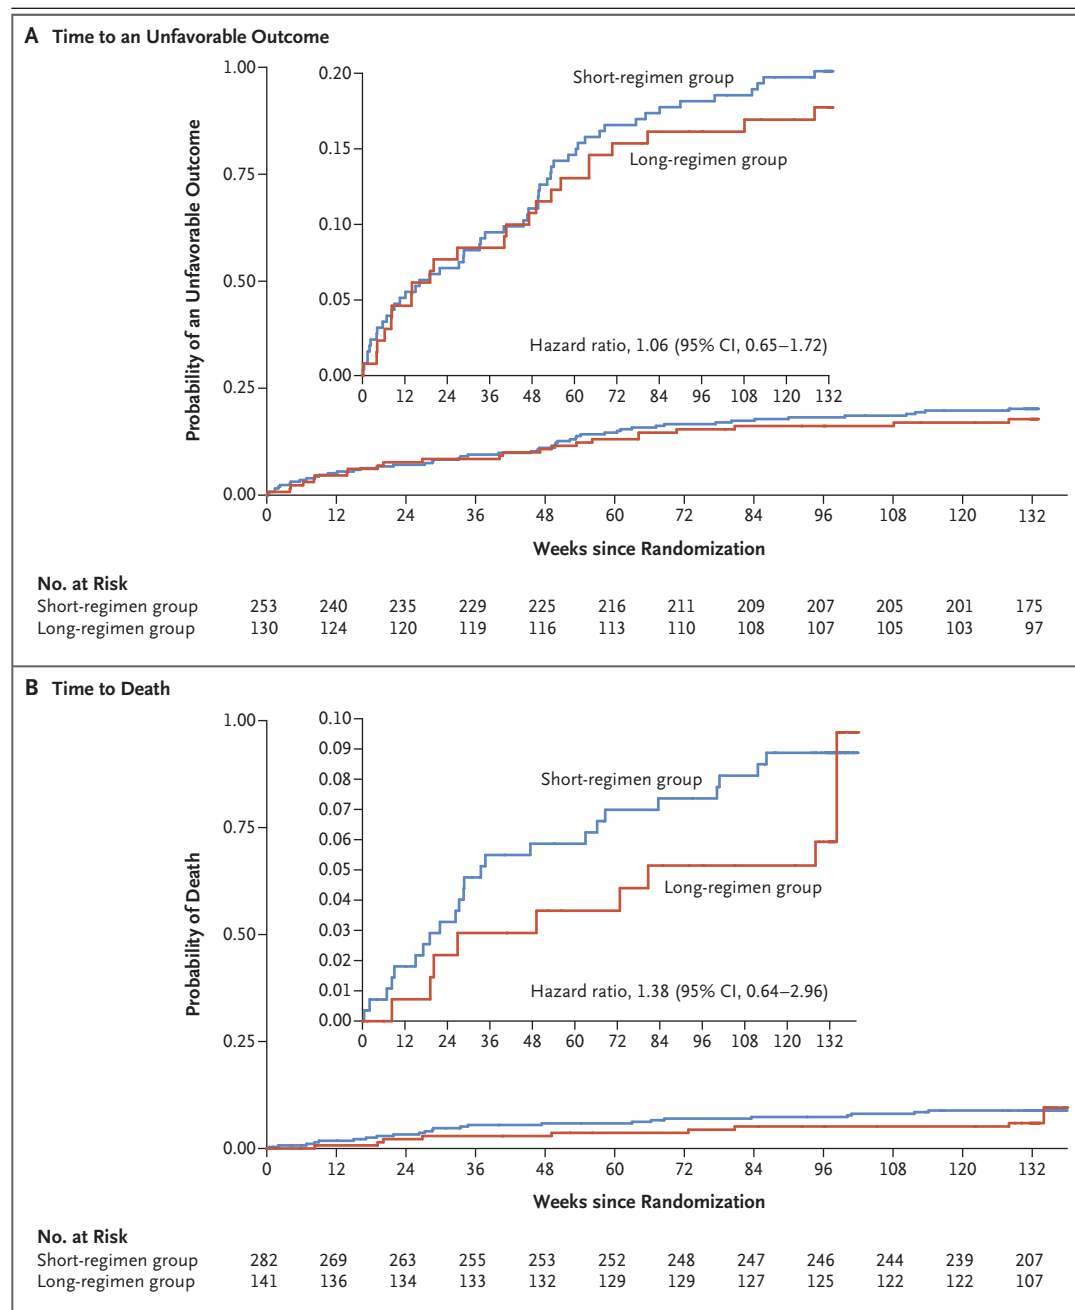 A Time to an Unfavorable Outcome
Probability of an Unfavorable Outcome
1.00
0.75
0.50
0.25
0.00
0.20
0.15
0.10
0.05
0.00
Short-regimen group
Long-regimen group
Hazard ratio, 1.06 (95% CI, 0.65–1.72)
0 12 24 36 48 60 72 84 96 108 120 132
0 12 24 36 48 60 72 84 96 108 120 132
Weeks since Randomization
No. at Risk
Short-regimen group 253 240 235 229 225 216 211 209 207 205 201 175
Long-regimen group 130 124 120 119 116 113 110 108 107 105 103 97
B Time to Death
Probability of Death
1.00
0.75
0.50
0.25
0.00
0.10
0.09
0.08
0.07
0.06
0.05
0.04
0.03
0.02
0.01
0.00
Short-regimen group
Long-regimen group
Hazard ratio, 1.38 (95% CI, 0.64–2.96)
0 12 24 36 48 60 72 84 96 108 120 132
0 12 24 36 48 60 72 84 96 108 120 132
Weeks since Randomization
No. at Risk
Short-regimen group 282 269 263 255 253 252 248 247 246 244 239 207
Long-regimen group 141 136 134 133 132 129 129 127 125 122 122 107